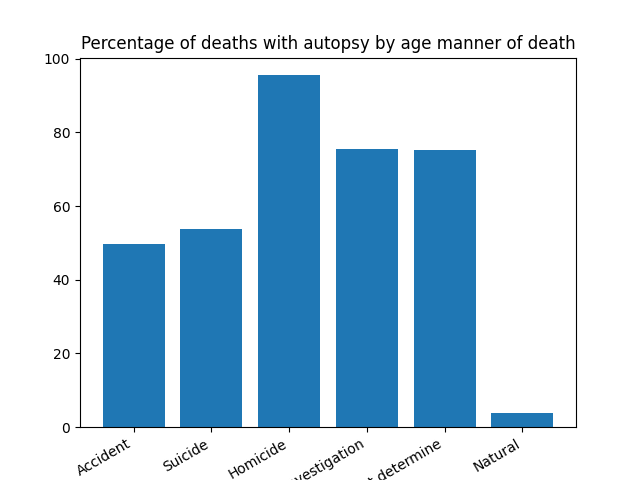 Percentage of deaths with autopsy by age manner of death
100
80
60
40
20
0
Accident
Suicide
Homicide
vestigation
t determine
Natural